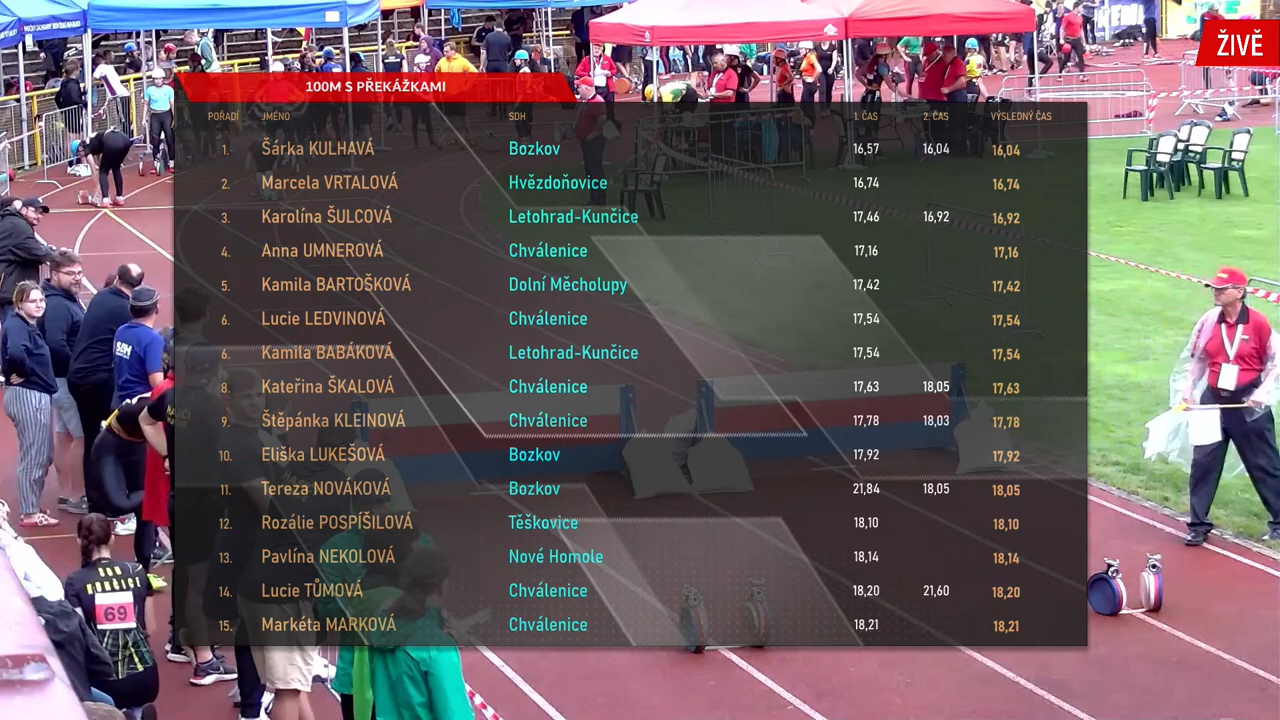 ŽIVĚ
100M S PŘEKÁŽKAMI
POŘADÍ JMÉNO SDH 1. ČAS 2. ČAS VÝSLEDNÝ ČAS
1. Šárka KULHAVÁ Bozkov 16,57 16,04 16,04
2. Marcela VRTALOVÁ Hvězdoňovice 16,74 16,74
3. Karolína ŠULCOVÁ Letohrad-Kunčice 17,46 16,92 16,92
4. Anna UMNEROVÁ Chválenice 17,16 17,16
5. Kamila BARTOŠKOVÁ Dolní Měcholupy 17,42 17,42
6. Lucie LEDVINOVÁ Chválenice 17,54 17,54
6. Kamila BABÁKOVÁ Letohrad-Kunčice 17,54 17,54
8. Kateřina ŠKALOVÁ Chválenice 17,63 18,05 17,63
9. Štěpánka KLEINOVÁ Chválenice 17,78 18,03 17,78
10. Eliška LUKEŠOVÁ Bozkov 17,92 17,92
11. Tereza NOVÁKOVÁ Bozkov 21,84 18,05 18,05
12. Rozálie POSPÍŠILOVÁ Těškovice 18,10 18,10
13. Pavlína NEKOLOVÁ Nové Homole 18,14 18,14
14. Lucie TŮMOVÁ Chválenice 18,20 21,60 18,20
15. Markéta MARKOVÁ Chválenice 18,21 18,21
69